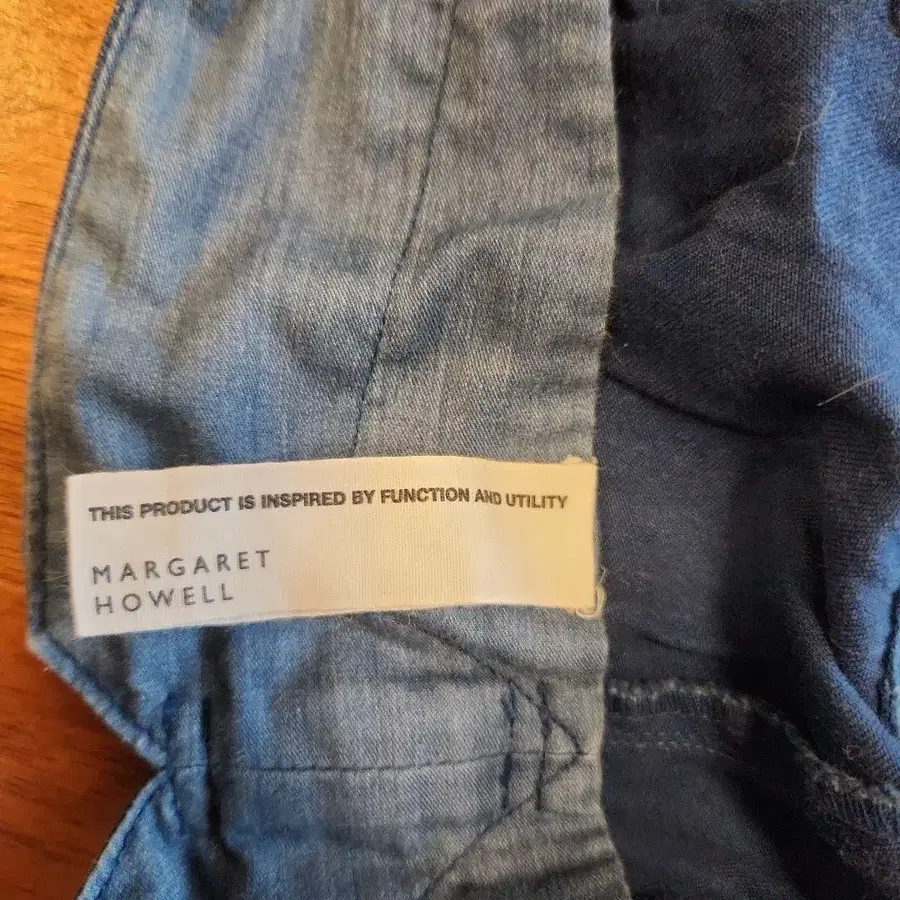 THIS PRODUCT IS INSPIRED BY FUNCTION AND UTILITY
MARGARET
HOWELL